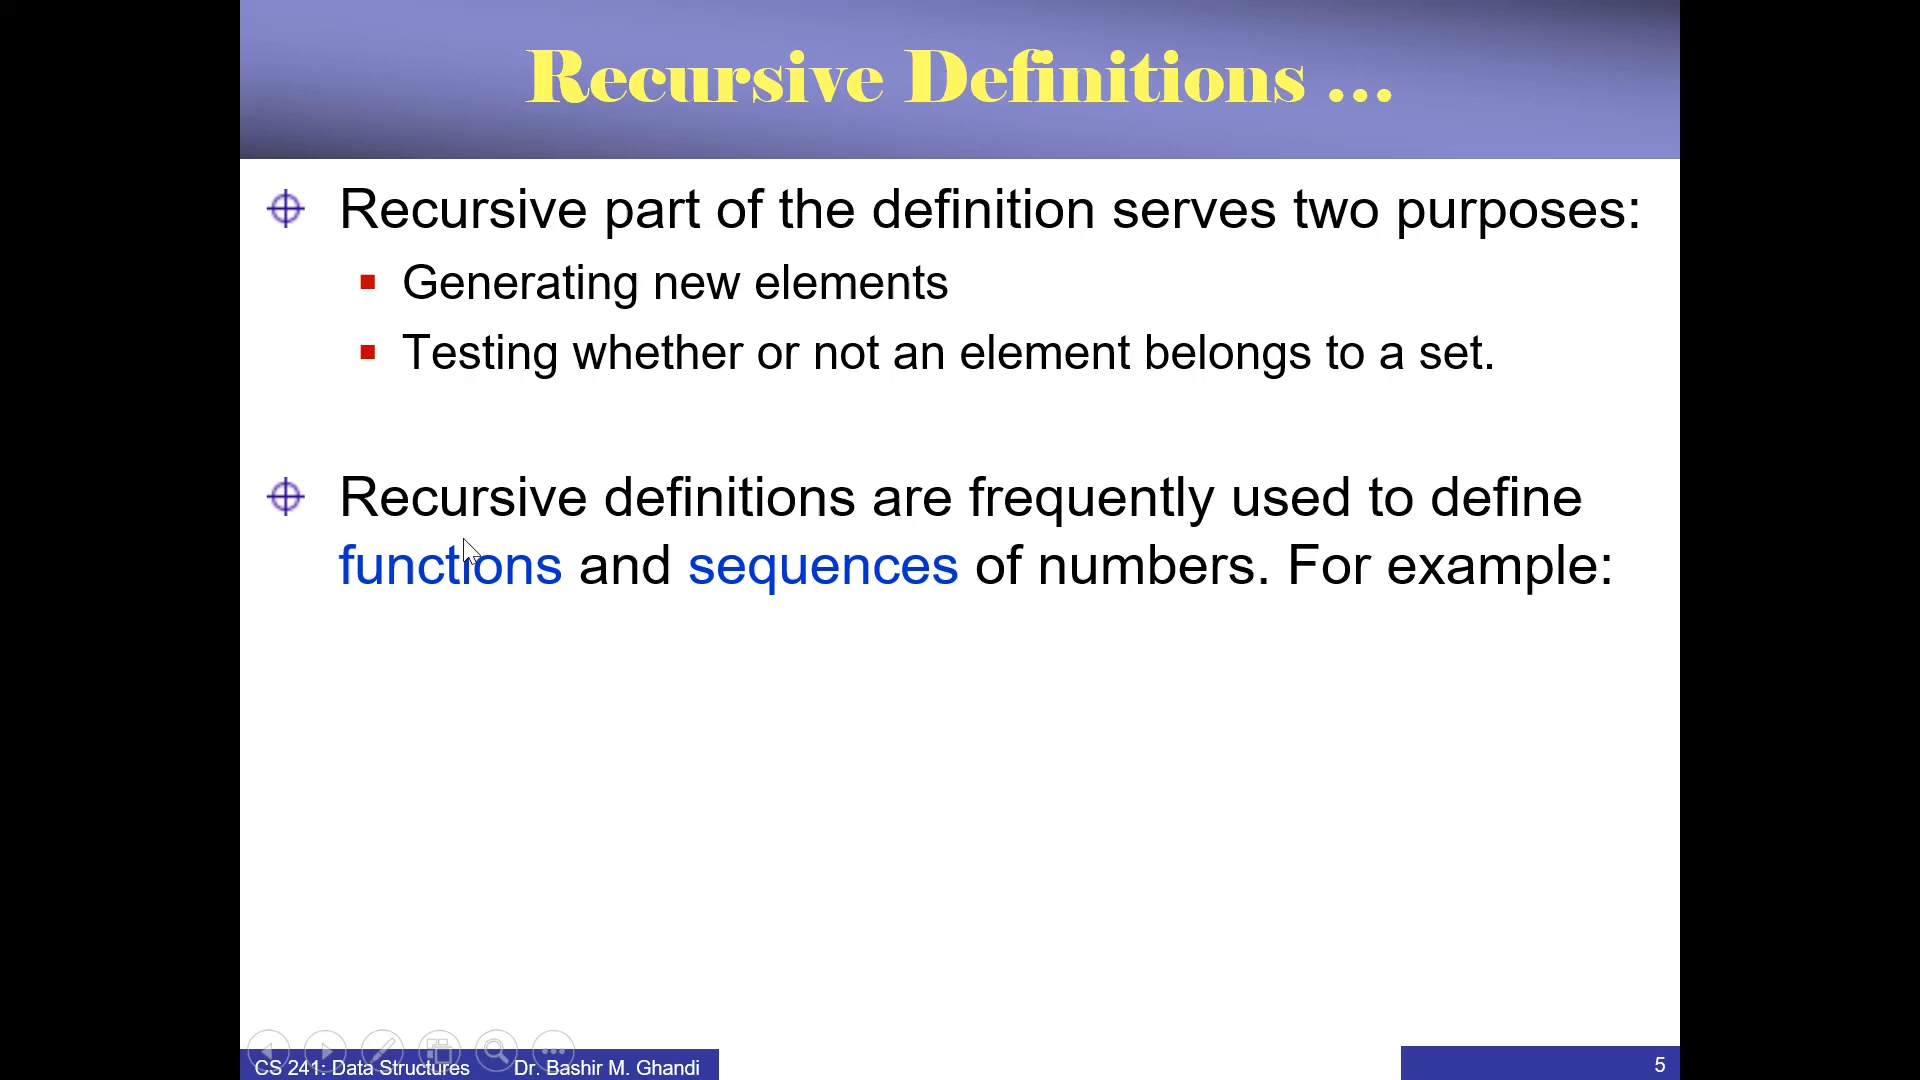 Recursive Definitions ...
Recursive part of the definition serves two purposes:
Generating new elements
Testing whether or not an element belongs to a set.
Recursive definitions are frequently used to define
functions and sequences of numbers. For example:
CS 241: Data Structures Dr. Bashir M. Ghandi
5